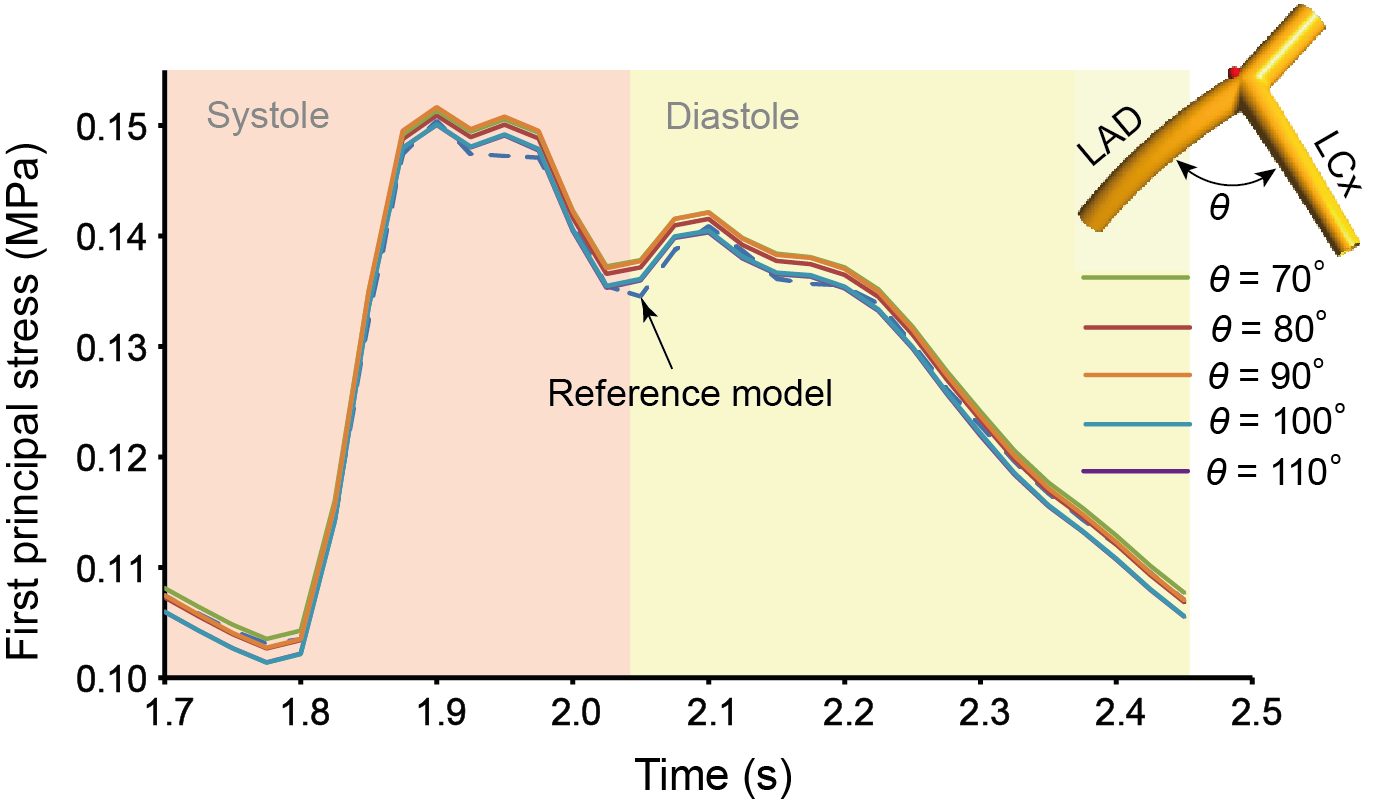 Systole
Diastole
LAD
LCx
θ
θ = 70°
θ = 80°
θ = 90°
θ = 100°
θ = 110°
Reference model
First principal stress (MPa)
0.15
0.14
0.13
0.12
0.11
0.10
1.7 1.8 1.9 2.0 2.1 2.2 2.3 2.4 2.5
Time (s)